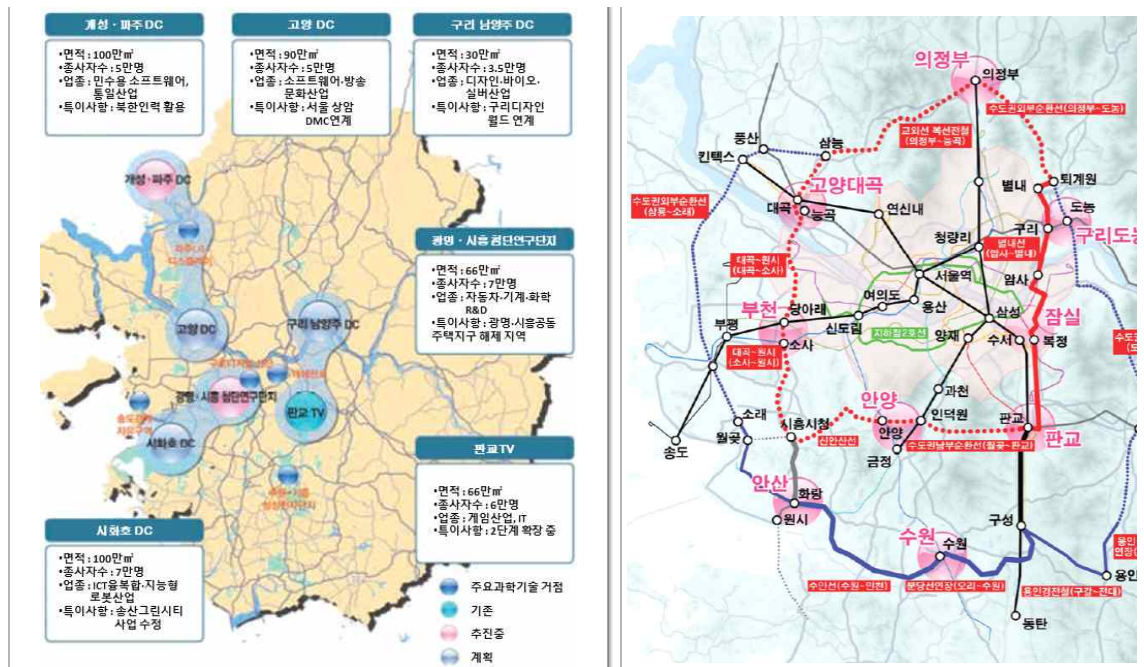 개성·파주 DC
•면적 : 100만㎡
•종사자수 : 5만명
•업종 : 민수용 소프트웨어,
통일산업
•특이사항 : 북한인력 활용
고양 DC
•면적 : 90만㎡
•종사자수 : 5만명
•업종 : 소프트웨어·방송
문화산업
•특이사항 : 서울 상암
DMC연계
구리 남양주 DC
•면적 : 30만㎡
•종사자수 : 3.5만명
•업종 : 디자인·바이오·
실버산업
•특이사항 : 구리디자인
월드 연계
개성·파주 DC
고양 DC
구리 남양주 DC
광명·시흥 첨단연구단지
판교 TV
시화호 DC
광명·시흥 첨단연구단지
•면적 : 66만㎡
•종사자수 : 7만명
•업종 : 자동차·기계·화학
R&D
•특이사항 : 광명·시흥공동
주택지구 해제 지역
판교 TV
•면적 : 66만㎡
•종사자수 : 6만명
•업종 : 게임산업, IT
•특이사항 : 2단계 확장 중
시화호 DC
•면적 : 100만㎡
•종사자수 : 7만명
•업종 : ICT융복합·지능형
로봇산업
•특이사항 : 송산그린시티
사업 수정
주요과학기술 거점
기존
추진중
계획
의정부
의정부
수도권외부순환선(의정부~도농)
교외선 복선전철
(의정부~능곡)
풍산
삼능
킨텍스
고양대곡
대곡
능곡
연신내
별내
퇴계원
도농
구리
구리도농
수도권외부순환선
(삼릉~소래)
청량리
별내선
(암사~별내)
대곡~원시
(대곡~소사)
서울역
암사
여의도
용산
부천
당아래
신도림
삼성
잠실
부평
지하철2호선
소사
양재
수서
복정
대곡~원시
(소사~원시)
과천
소래
월곶
시흥시청
안양
안양
인덕원
판교
판교
신안산선
수도권남부순환선(월곶~판교)
송도
금정
안산
화랑
원시
구성
수원
수원
용인
수인선(수원~인천)
분당선연장(오리~수원)
용인경전철(구갈~전대)
동탄